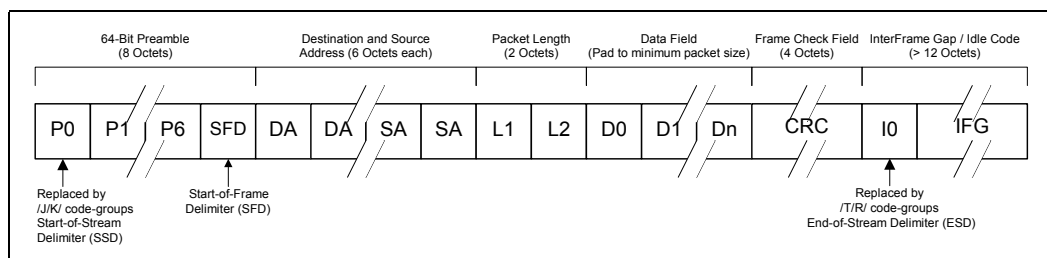 64-Bit Preamble
(8 Octets)
Destination and Source
Address (6 Octets each)
Packet Length
(2 Octets)
Data Field
(Pad to minimum packet size)
Frame Check Field
(4 Octets)
InterFrame Gap / Idle Code
(> 12 Octets)
P0 P1 P6 SFD DA DA SA SA L1 L2 D0 D1 Dn CRC I0 IFG
Replaced by
/J/K/ code-groups
Start-of-Stream
Delimiter (SSD)
Start-of-Frame
Delimiter (SFD)
Replaced by
/T/R/ code-groups
End-of-Stream Delimiter (ESD)